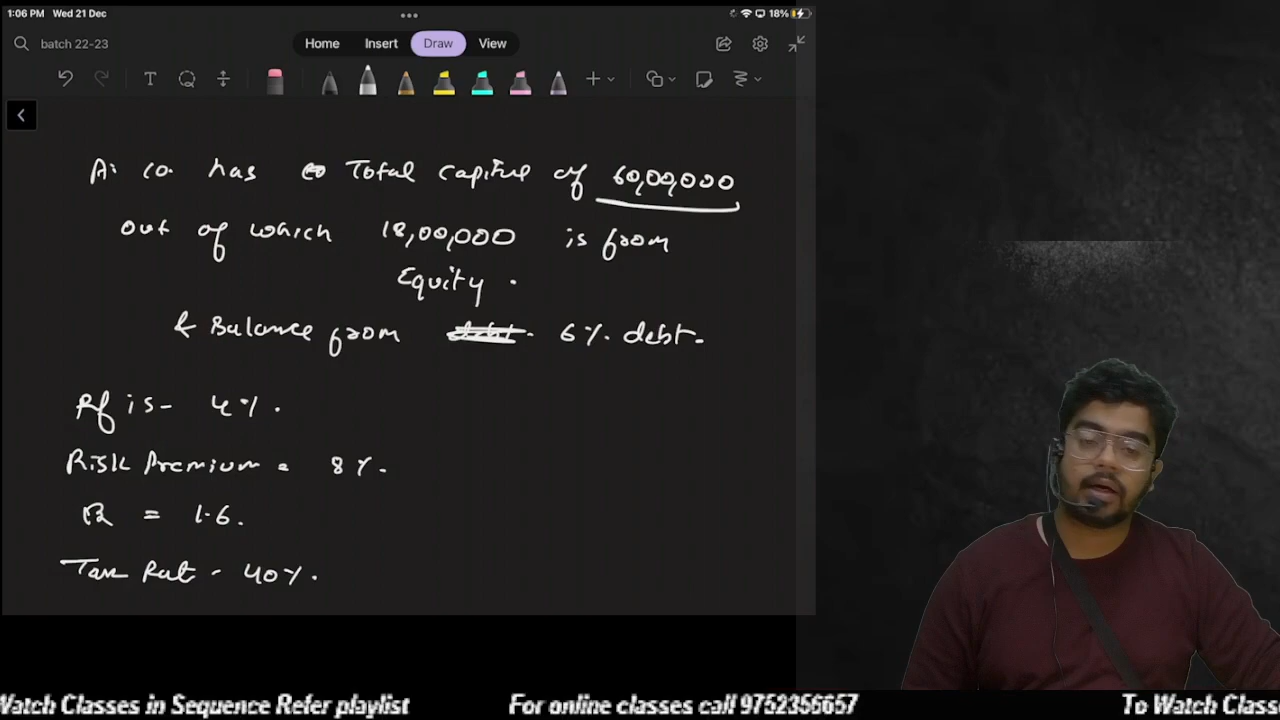 1:06 PM Wed 21 Dec
18%
batch 22-23
Home Insert Draw View
A: co. has Total capital of 60,00,000
out of which 18,00,000 is from
Equity.
& Balance from debt. 6% debt.
Rf is - 4%.
Risk Premium = 8%.
B = 1.6.
Tax Rate - 40%.
Watch Classes in Sequence Refer playlist For online classes call 9752356657 To Watch Class